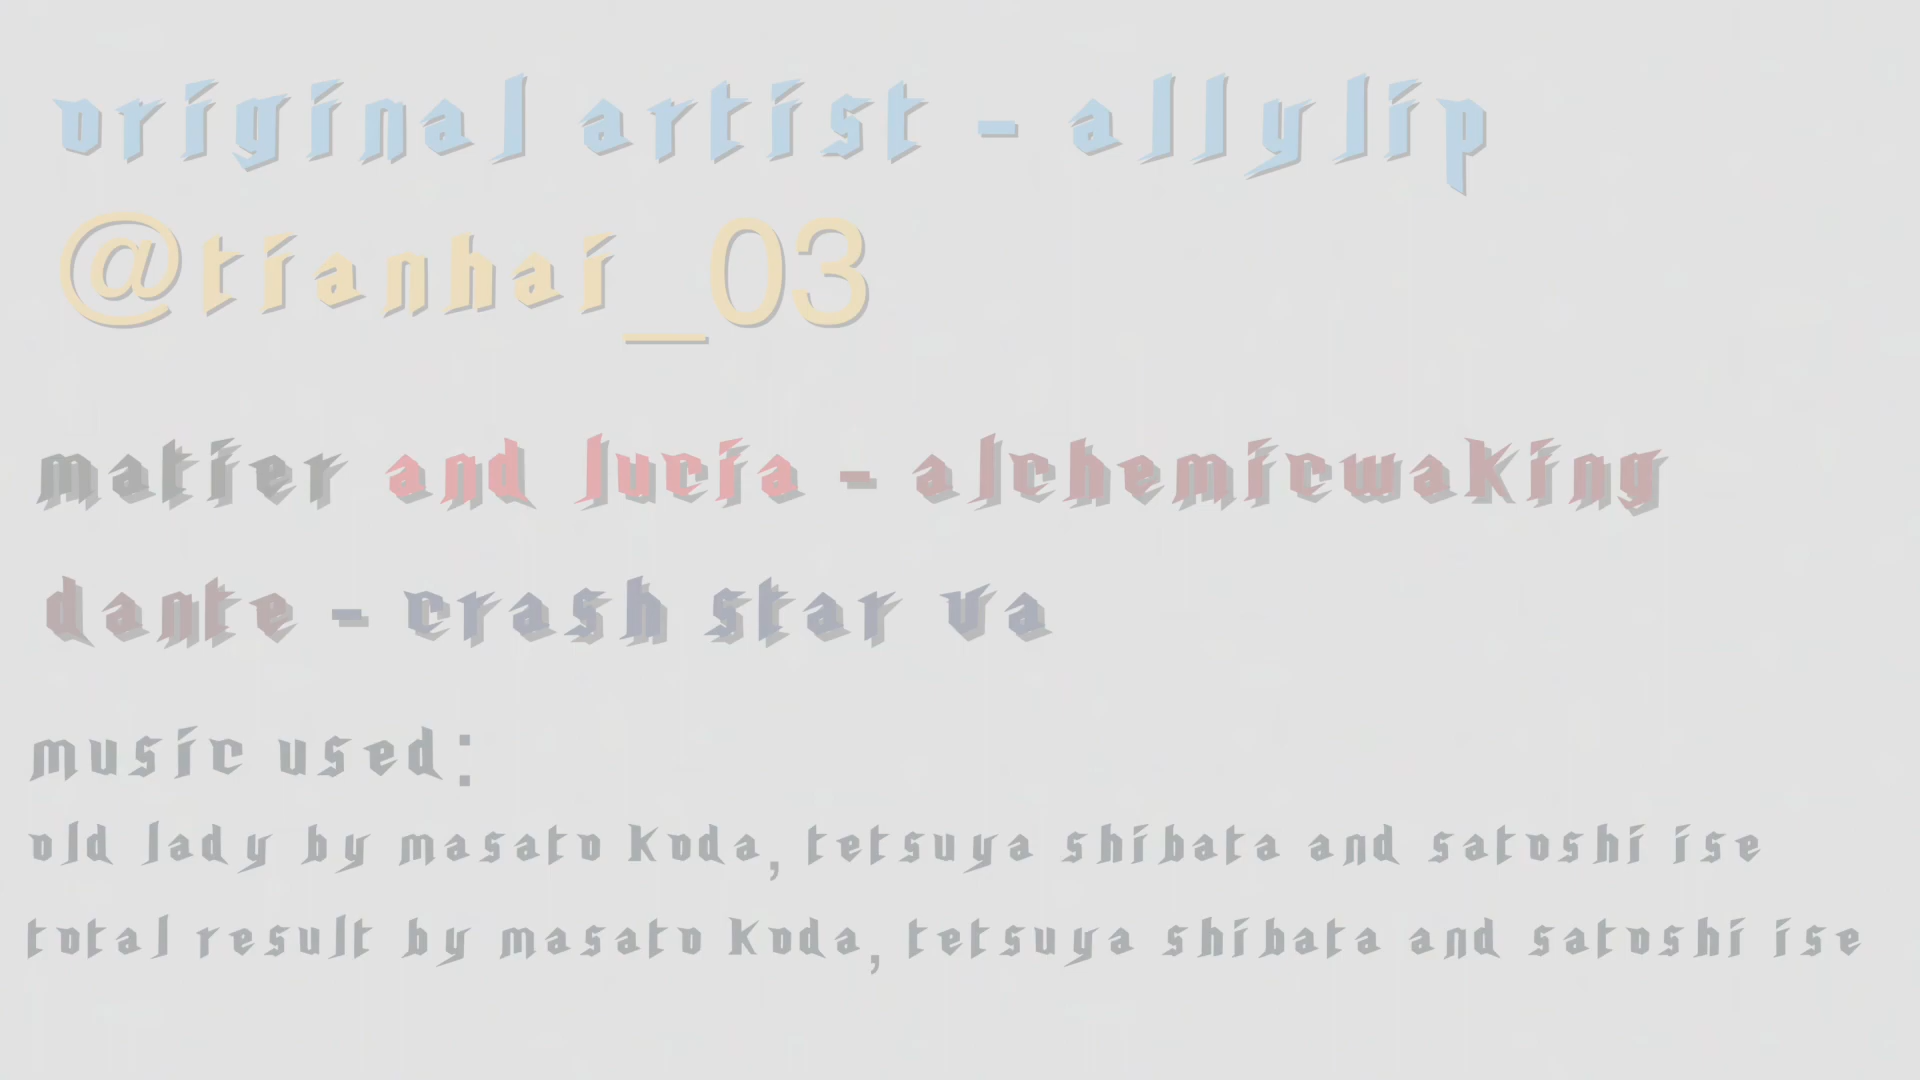 original artist - allylip
@tianhai_03
matier and lucia - alchemicwaking
dante - crash star va
music used:
old lady by masato koda, tetsuya shibata and satoshi ise
total result by masato koda, tetsuya shibata and satoshi ise